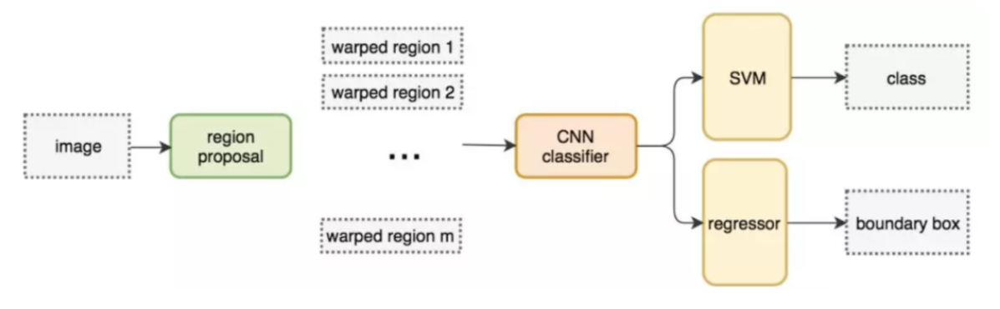 image
region
proposal
warped region 1
warped region 2
...
warped region m
CNN
classifier
SVM
class
regressor
boundary box